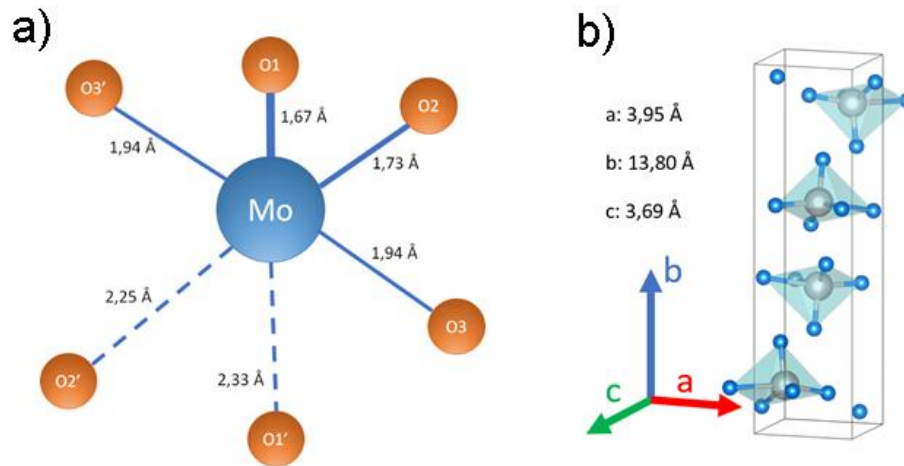 a)
O3'
O1
O2
1,67 Å
1,94 Å
1,73 Å
Mo
1,94 Å
2,25 Å
O3
O2'
2,33 Å
O1'
b)
a: 3,95 Å
b: 13,80 Å
c: 3,69 Å
b
c
a